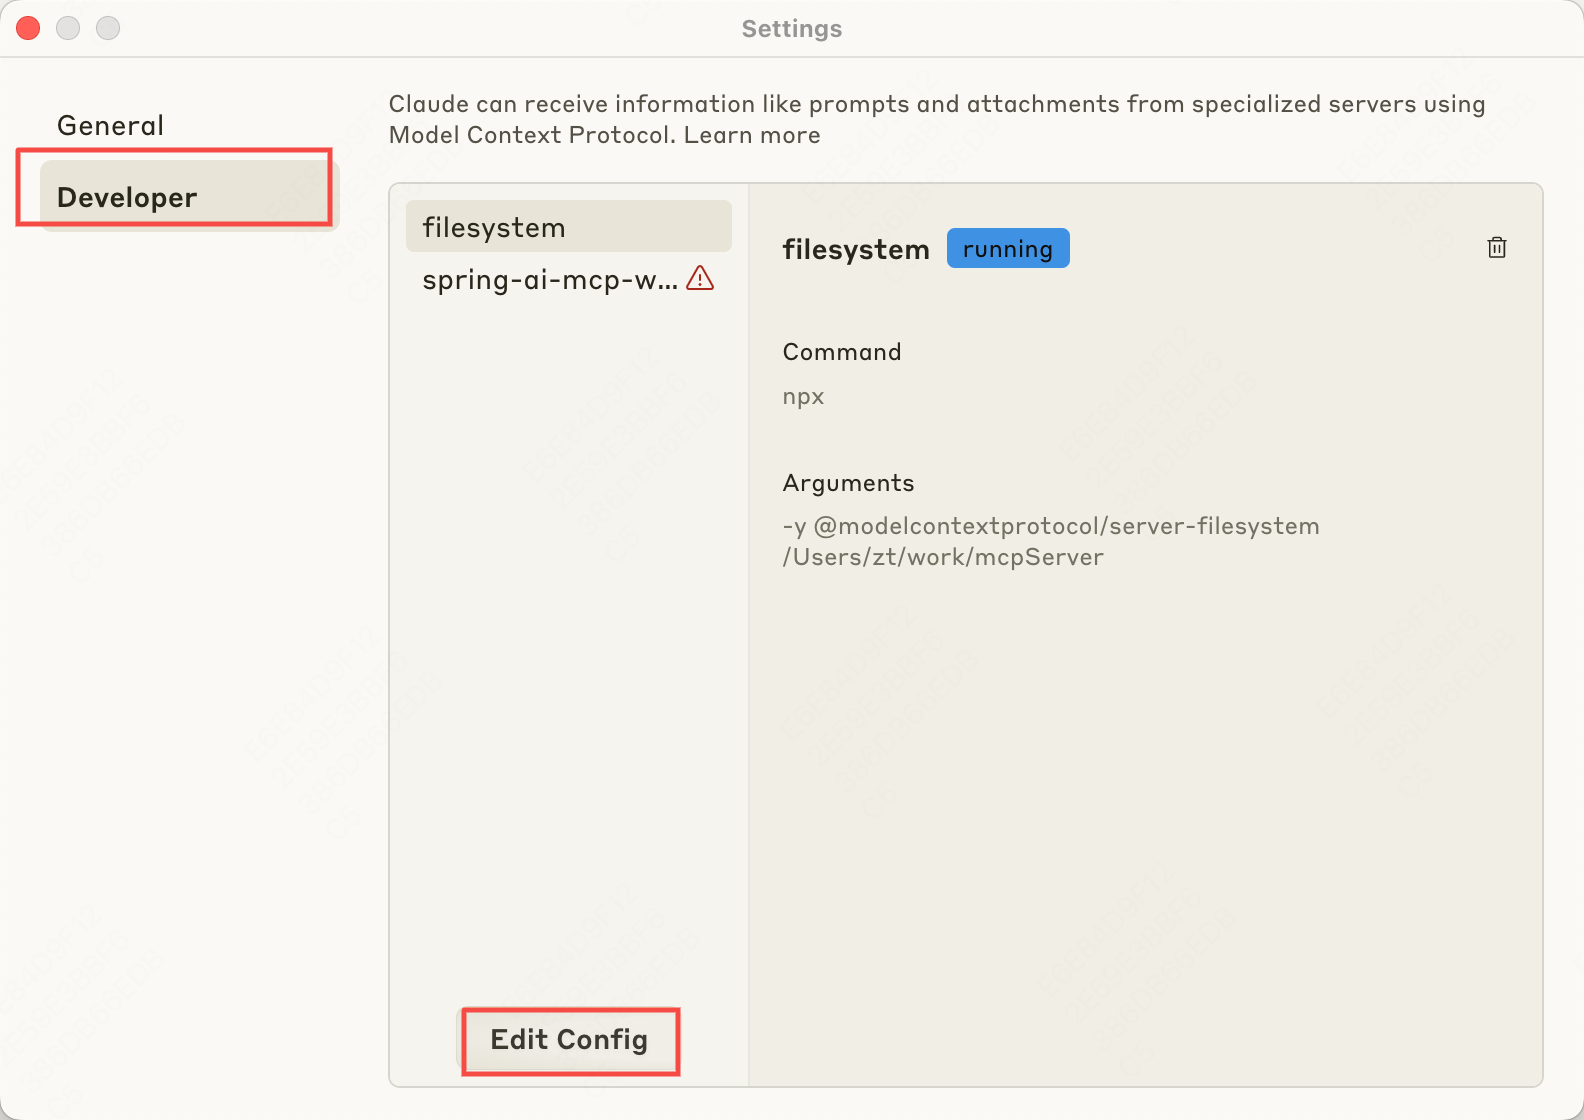 Settings
General
Developer
Claude can receive information like prompts and attachments from specialized servers using
Model Context Protocol. Learn more
filesystem
spring-ai-mcp-w...
Edit Config
filesystem running
Command
npx
Arguments
-y @modelcontextprotocol/server-filesystem
/Users/zt/work/mcpServer